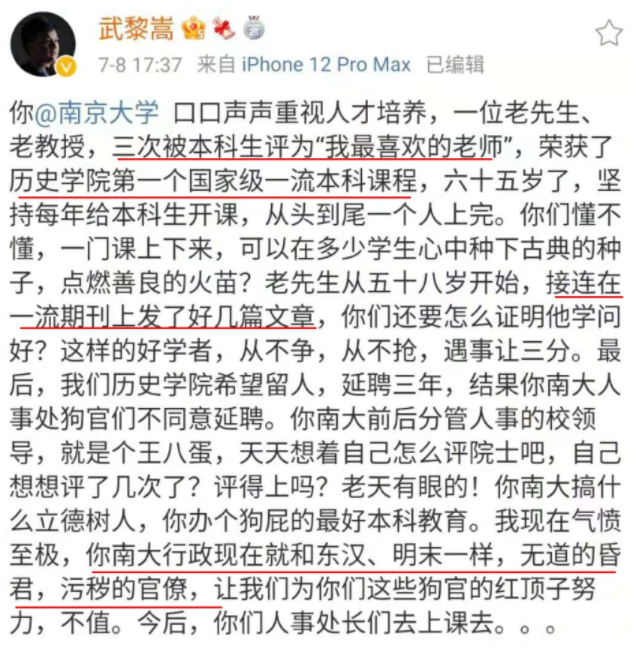 武黎嵩
7-8 17:37 来自 iPhone 12 Pro Max 已编辑
你@南京大学 口口声声重视人才培养，一位老先生、
老教授，三次被本科生评为“我最喜欢的老师”，荣获了
历史学院第一个国家级一流本科课程，六十五岁了，坚
持每年给本科生开课，从头到尾一个人上完。你们懂不
懂，一门课上下来，可以在多少学生心中种下古典的种
子，点燃善良的火苗？老先生从五十八岁开始，接连在
一流期刊上发了好几篇文章，你们还要怎么证明他学问
好？这样的好学者，从不争，从不抢，遇事让三分。最
后，我们历史学院希望留人，延聘三年，结果你南大人
事处狗官们不同意延聘。你南大前后分管人事的校领
导，就是个王八蛋，天天想着自己怎么评院士吧，自己
想想评了几次了？评得上吗？老天有眼的！你南大搞什
么立德树人，你办个狗屁的最好本科教育。我现在气愤
至极，你南大行政现在就和东汉、明末一样，无道的昏
君，污秽的官僚，让我们为你们这些狗官的红顶子努
力，不值。今后，你们人事处长们去上课去。。。